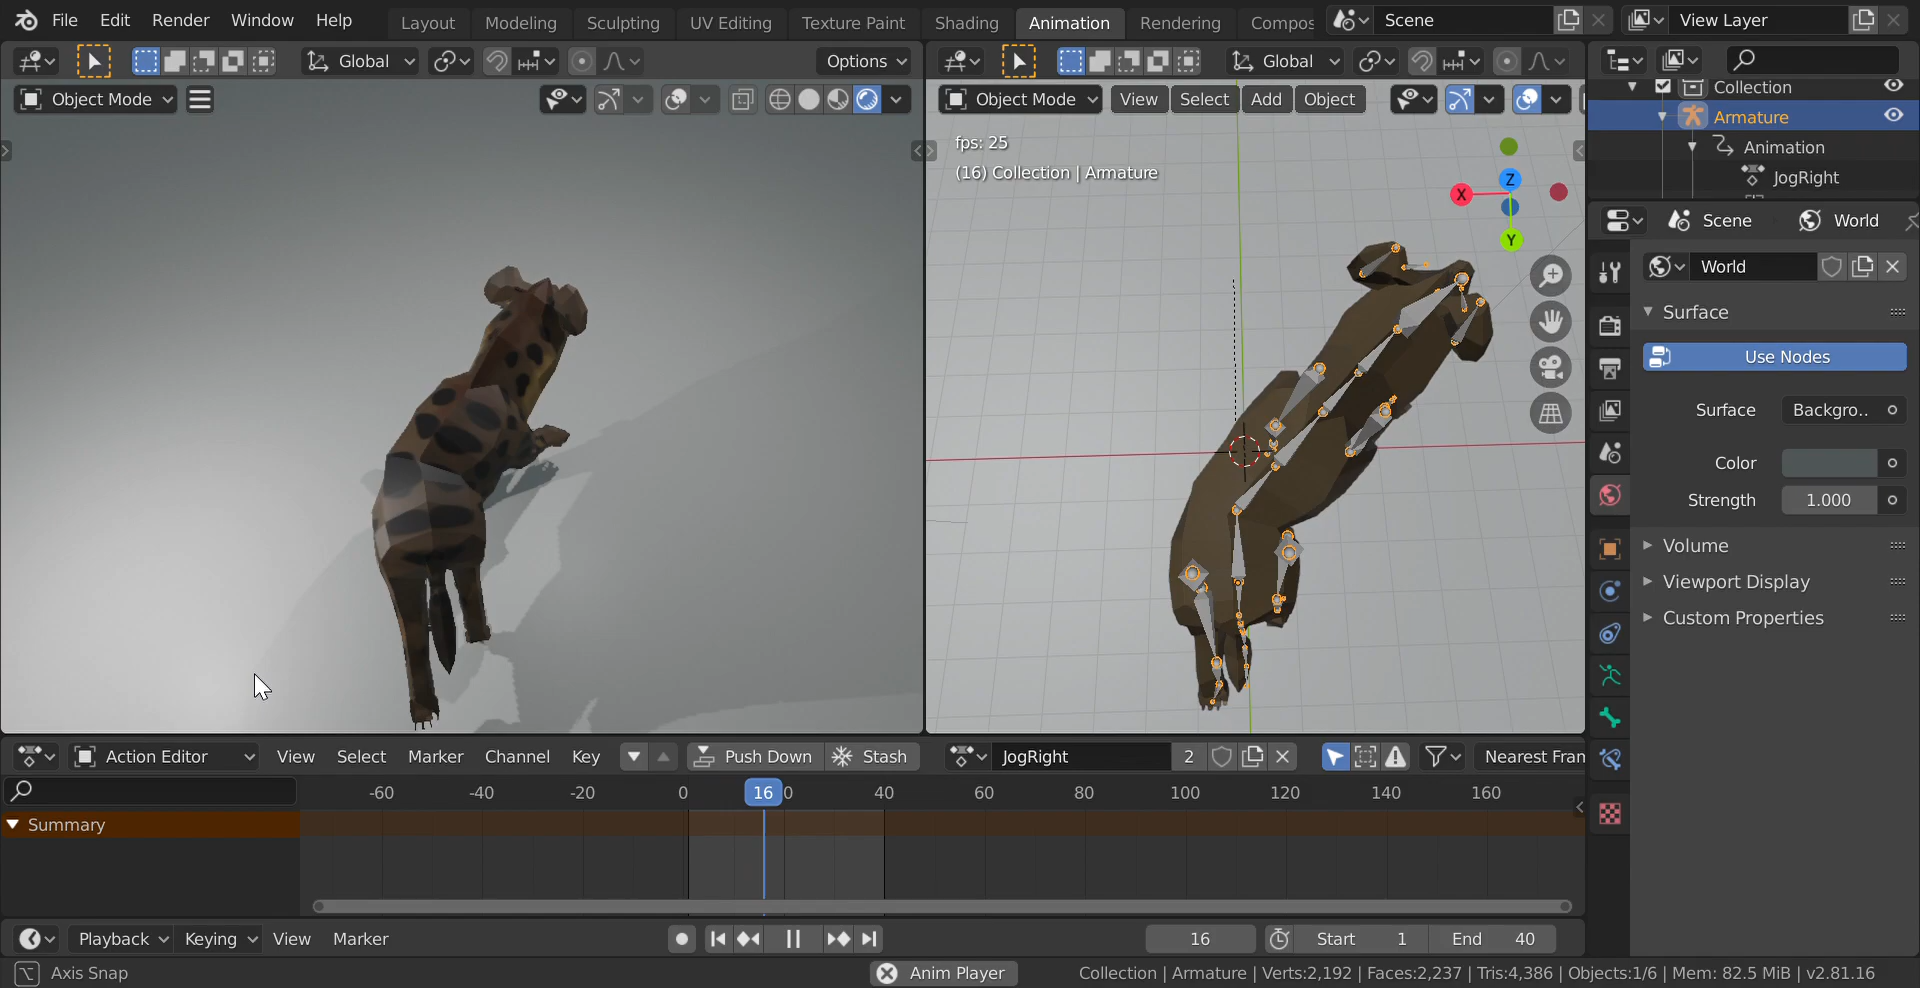 File Edit Render Window Help Layout Modeling Sculpting UV Editing Texture Paint Shading Animation Rendering Compos Scene View Layer
Global Options Global
Object Mode Object Mode View Select Add Object
fps: 25
(16) Collection | Armature
X Z Y
Collection
Armature
Animation
JogRight
Scene World
World
Surface
Use Nodes
Surface Backgro..
Color
Strength 1.000
Volume
Viewport Display
Custom Properties
Action Editor View Select Marker Channel Key Push Down Stash JogRight 2 Nearest Fran
-60 -40 -20 0 16 0 40 60 80 100 120 140 160
Summary
Playback Keying View Marker 16 Start 1 End 40
Axis Snap Anim Player Collection | Armature | Verts:2,192 | Faces:2,237 | Tris:4,386 | Objects:1/6 | Mem: 82.5 MiB | v2.81.16